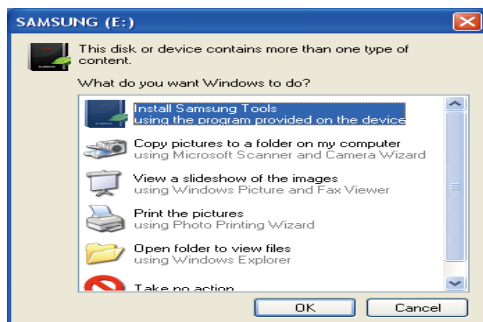 SAMSUNG (E:)
This disk or device contains more than one type of
content.
What do you want Windows to do?
Install Samsung Tools
using the program provided on the device
Copy pictures to a folder on my computer
using Microsoft Scanner and Camera Wizard
View a slideshow of the images
using Windows Picture and Fax Viewer
Print the pictures
using Photo Printing Wizard
Open folder to view files
using Windows Explorer
Take no action
OK
Cancel